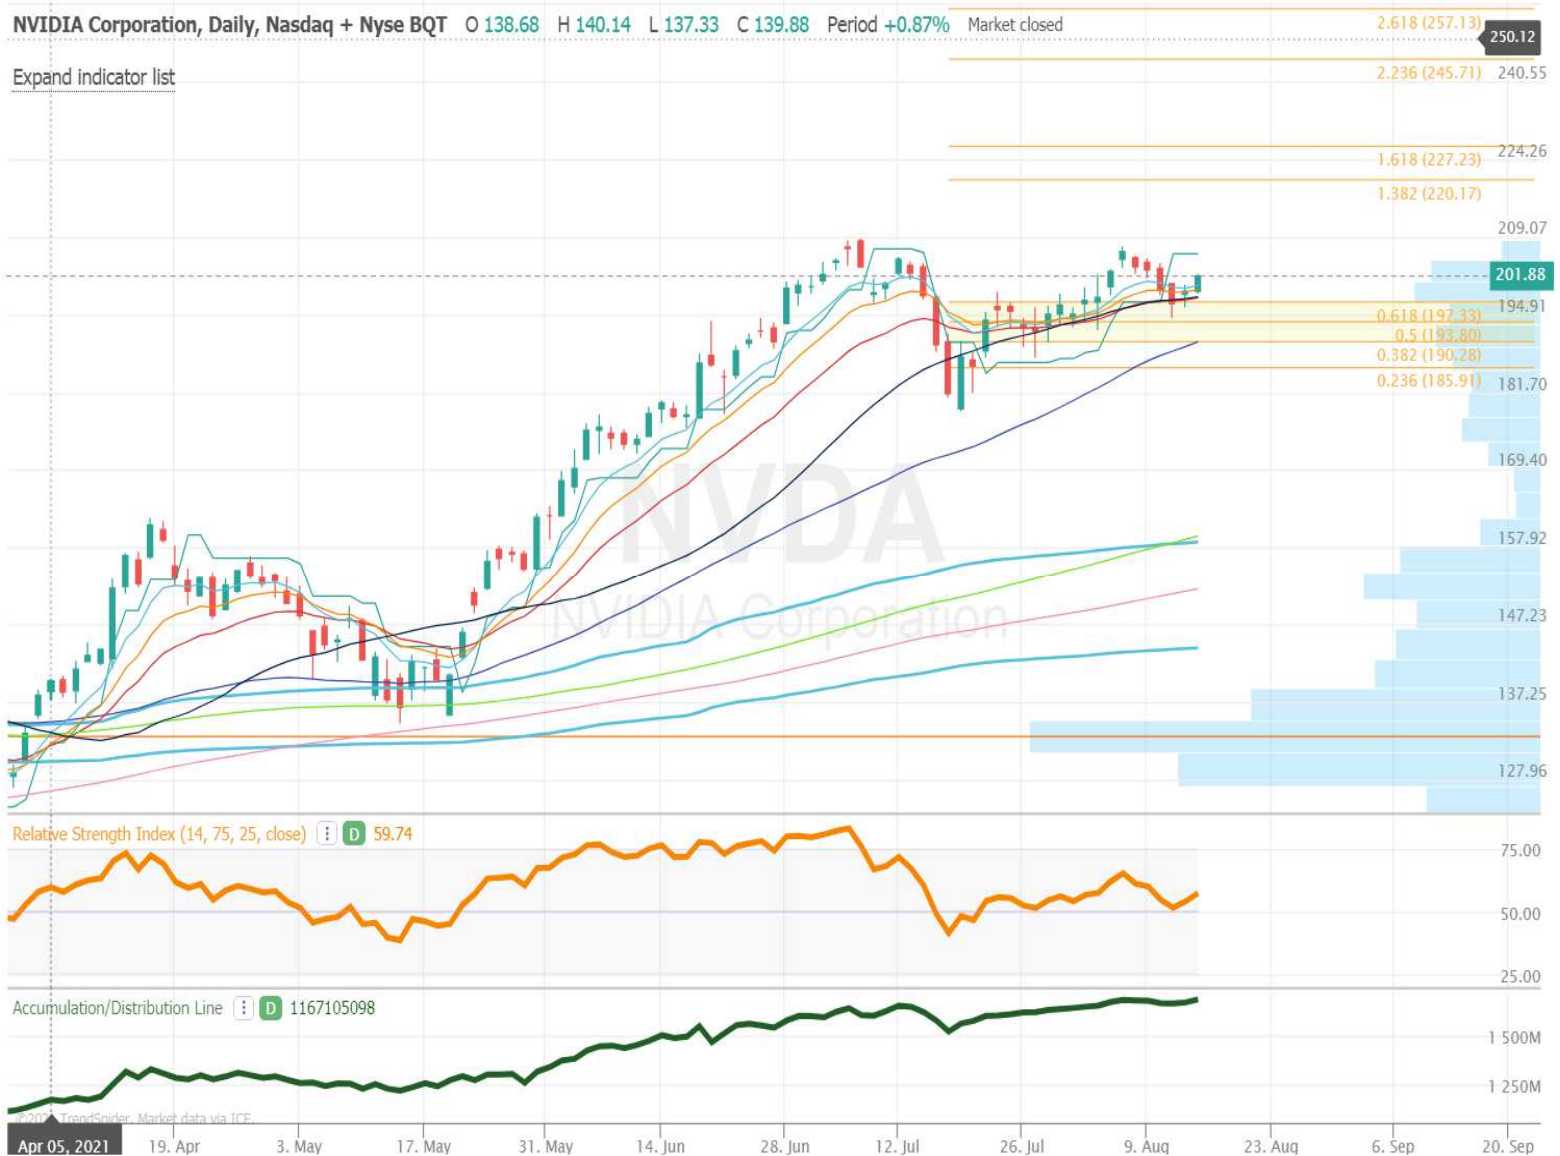 NVIDIA Corporation, Daily, Nasdaq + Nyse BQT O 138.68 H 140.14 L 137.33 C 139.88 Period +0.87% Market closed
Expand indicator list
2.618 (257.13)
250.12
2.236 (245.71) 240.55
1.618 (227.23) 224.26
1.382 (220.17)
209.07
201.88
194.91
0.618 (197.33)
0.5 (193.80)
0.382 (190.28)
0.236 (185.91) 181.70
169.40
NVDA
157.92
NVIDIA Corporation
147.23
137.25
127.96
Relative Strength Index (14, 75, 25, close) D 59.74
75.00
50.00
25.00
Accumulation/Distribution Line D 1167105098
1 500M
1 250M
TrendSpider. Market data via ICE.
Apr 05, 2021 19. Apr 3. May 17. May 31. May 14. Jun 28. Jun 12. Jul 26. Jul 9. Aug 23. Aug 6. Sep 20. Sep